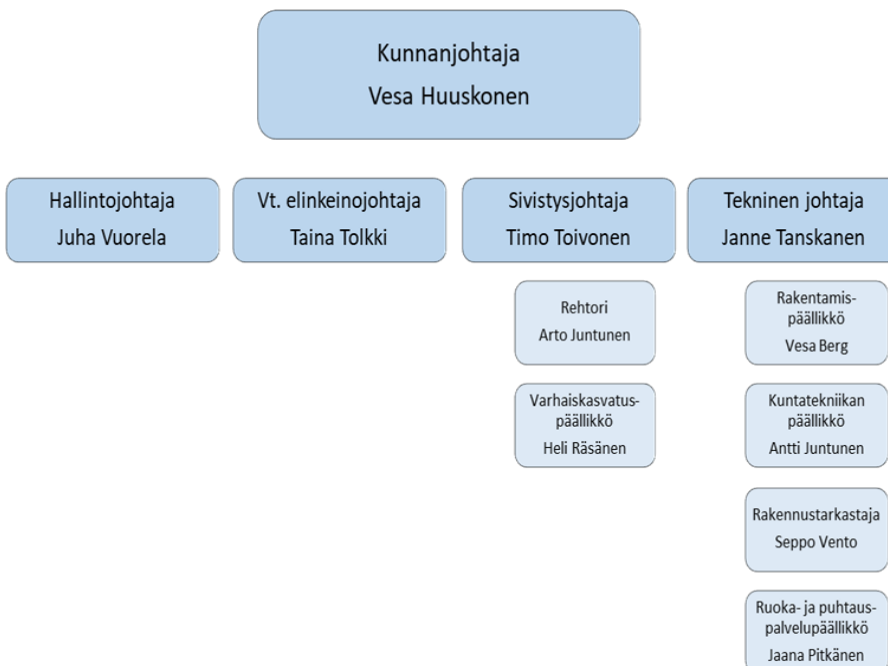 Kunnanjohtaja
Vesa Huuskonen
Hallintojohtaja
Juha Vuorela
Vt. elinkeinojohtaja
Taina Tolkki
Sivistysjohtaja
Timo Toivonen
Tekninen johtaja
Janne Tanskanen
Rehtori
Arto Juntunen
Varhaiskasvatus-
päällikkö
Heli Räsänen
Rakentamis-
päällikkö
Vesa Berg
Kuntatekniikan
päällikkö
Antti Juntunen
Rakennustarkastaja
Seppo Vento
Ruoka- ja puhtaus-
palvelupäällikkö
Jaana Pitkänen